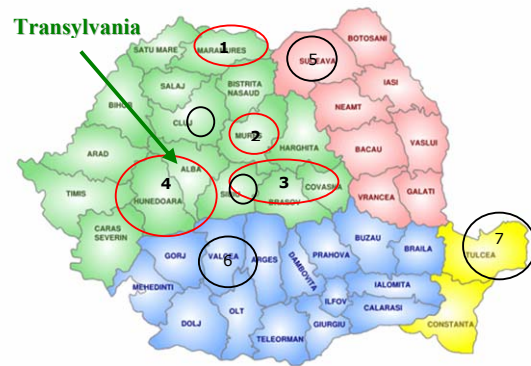 Transylvania
BOTOSANI
SATU MARE
MARAMURES
1
SUCEAVA
5
IASI
SALAJ
BISTRITA
NASAUD
NEAMT
BIHOR
CLUJ
MURES
2
HARGHITA
BACAU
VASLUI
ARAD
ALBA
4
SIBIU
3
COVASNA
BRASOV
HUNEDOARA
TIMIS
VRANCEA
GALATI
CARAS
SEVERIN
7
TULCEA
GORJ
VALCEA
6
ARGES
DAMBOVITA
PRAHOVA
BUZAU
BRAILA
MEHEDINTI
IALOMITA
ILFOV
CALARASI
OLT
DOLJ
TELEORMAN
GIURGIU
CONSTANTA